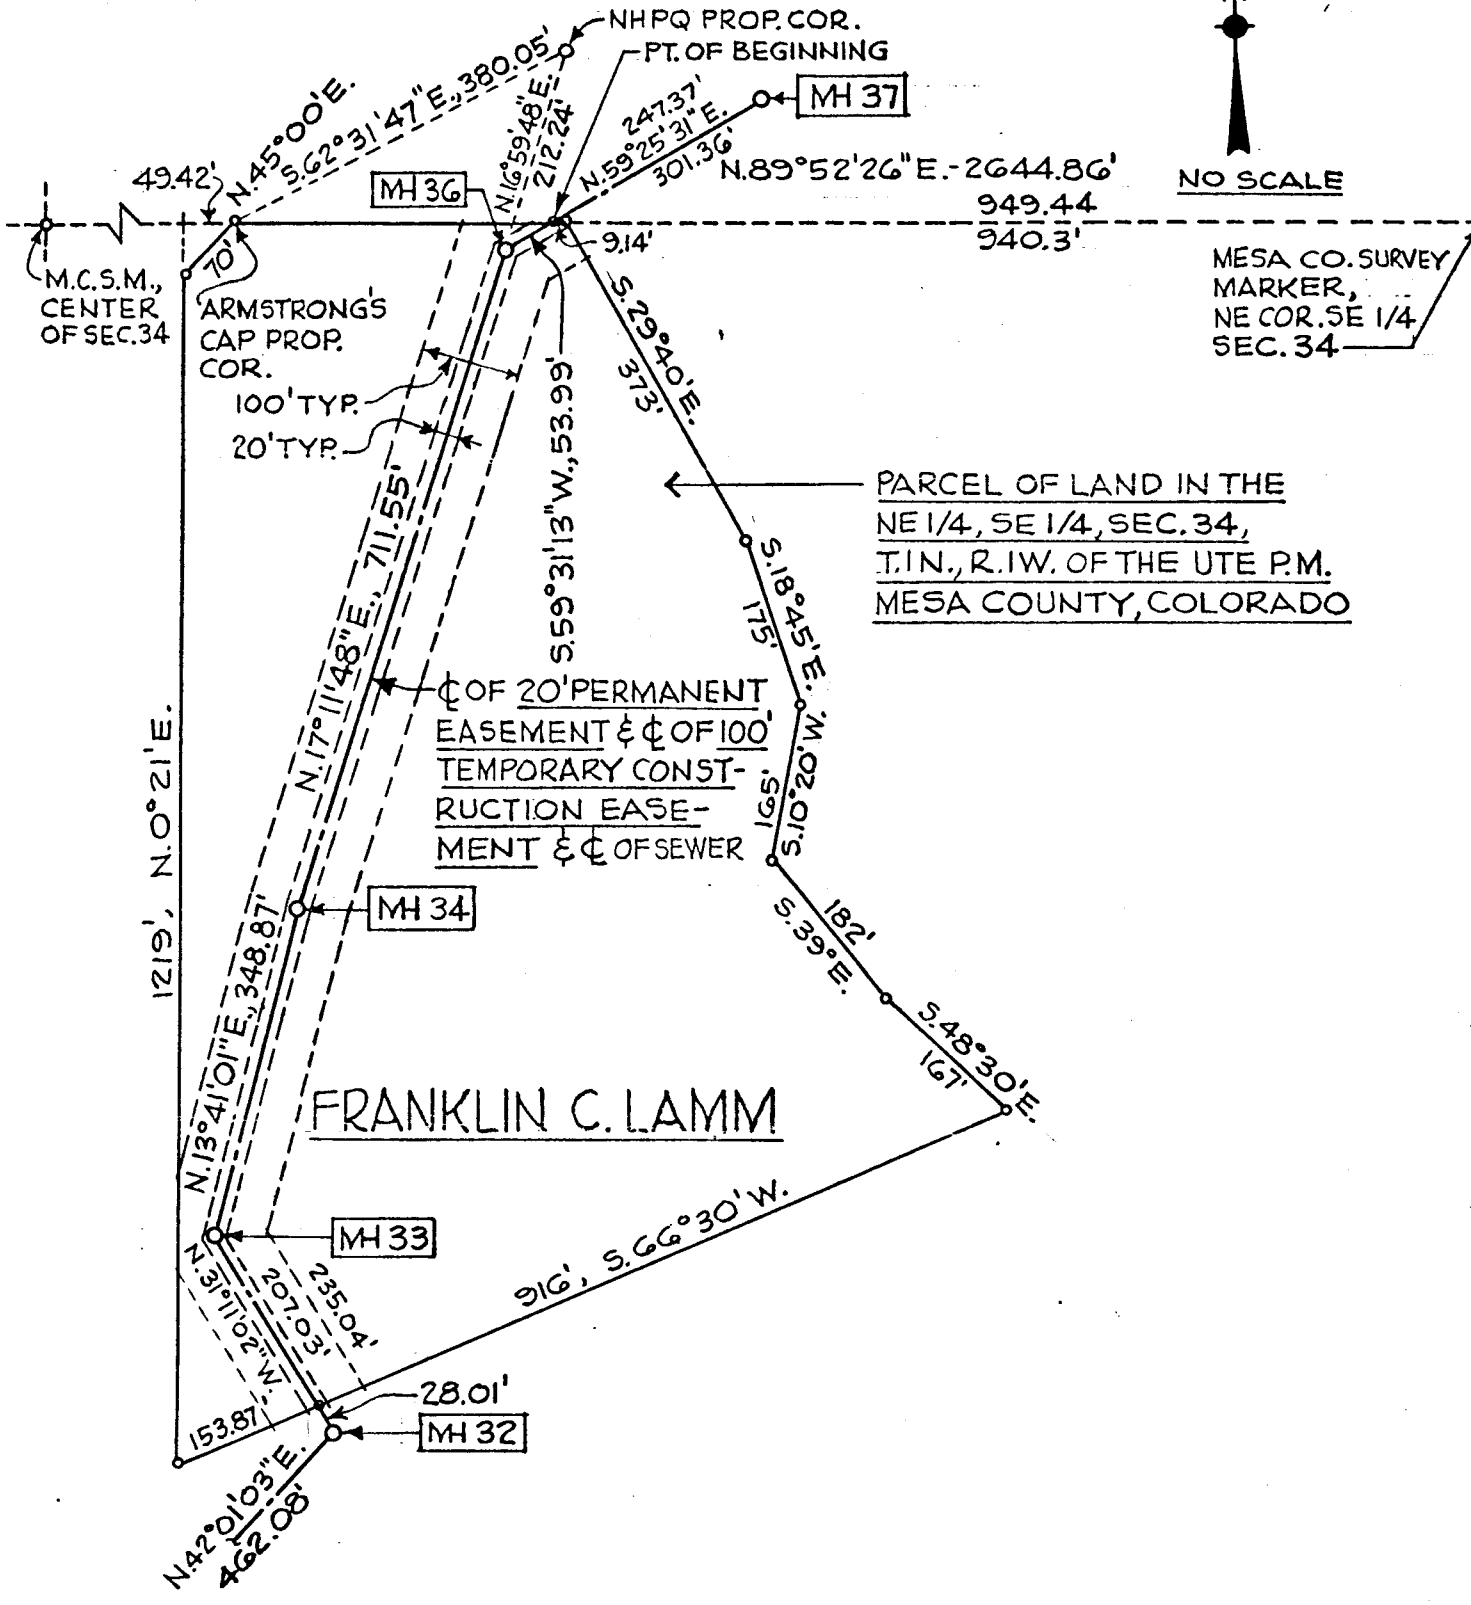 NHPQ PROP. COR.
PT. OF BEGINNING
MH 37
N.45°00'E.
S.62°31'47"E., 380.05'
N.16°59'48"E.
212.24'
247.37'
N.59°25'31"E.
301.36'
N.89°52'26"E.-2644.86'
NO SCALE
49.42'
MH 36
949.44
940.3'
9.14'
70'
M.C.S.M.,
CENTER
OF SEC.34
ARMSTRONG'S
CAP PROP.
COR.
MESA CO. SURVEY
MARKER,
NE COR. SE 1/4
SEC. 34
100' TYP.
20' TYP.
S.59°31'13"W., 53.99'
S.29°40'E.
373'
PARCEL OF LAND IN THE
NE 1/4, SE 1/4, SEC. 34,
T.1N., R.1W. OF THE UTE P.M.
MESA COUNTY, COLORADO
S.18°45'E.
175'
N.17°11'48"E., 711.55'
℄ OF 20' PERMANENT
EASEMENT & ℄ OF 100'
TEMPORARY CONST-
RUCTION EASE-
MENT & ℄ OF SEWER
165'
S.10°20'W.
1219', N.0°21'E.
MH 34
182'
S.39°E.
N.13°41'01"E., 348.87'
S.48°30'E.
167'
FRANKLIN C. LAMM
MH 33
916', S.66°30'W.
N.31°11'02"W.
207.03'
235.04'
28.01'
MH 32
153.87'
N.42°01'03"E.
462.08'